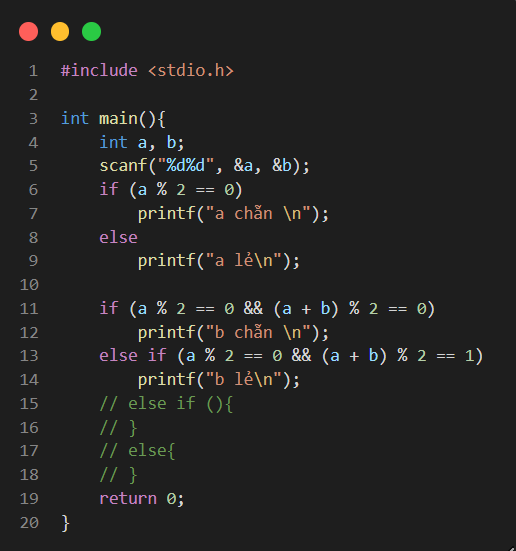 1 #include <stdio.h>
2
3 int main(){
4     int a, b;
5     scanf("%d%d", &a, &b);
6     if (a % 2 == 0)
7         printf("a chẵn \n");
8     else
9         printf("a lẻ\n");
10
11     if (a % 2 == 0 && (a + b) % 2 == 0)
12         printf("b chẵn \n");
13     else if (a % 2 == 0 && (a + b) % 2 == 1)
14         printf("b lẻ\n");
15     // else if (){
16     // }
17     // else{
18     // }
19     return 0;
20 }